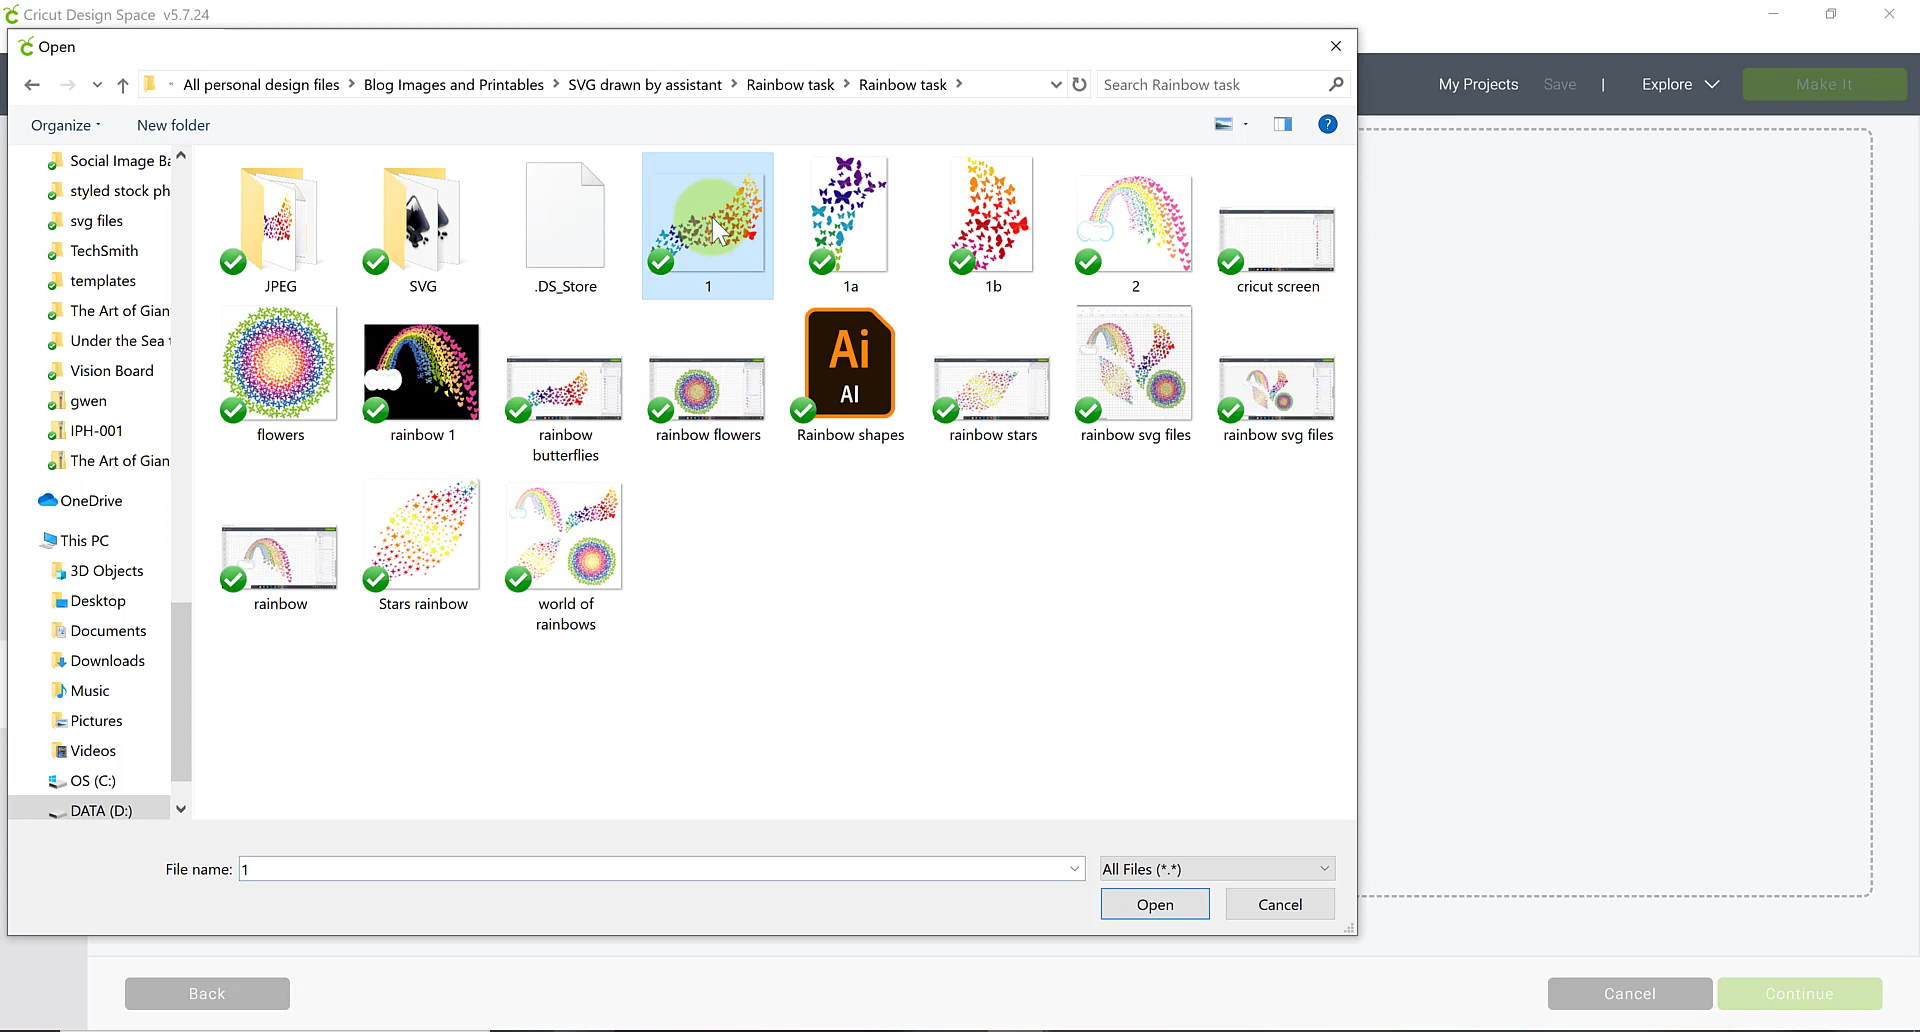 Cricut Design Space v5.7.24
Open
All personal design files > Blog Images and Printables > SVG drawn by assistant > Rainbow task > Rainbow task >
Search Rainbow task
My Projects
Save
|
Explore
Make It
Organize
New folder
Social Image Ba
styled stock ph
svg files
TechSmith
templates
The Art of Gian
Under the Sea t
Vision Board
gwen
IPH-001
The Art of Gian
OneDrive
This PC
3D Objects
Desktop
Documents
Downloads
Music
Pictures
Videos
OS (C:)
DATA (D:)
JPEG
SVG
.DS_Store
1
1a
1b
2
cricut screen
Ai
AI
flowers
rainbow 1
rainbow
butterflies
rainbow flowers
Rainbow shapes
rainbow stars
rainbow svg files
rainbow svg files
rainbow
Stars rainbow
world of
rainbows
File name: 1
All Files (*.*)
Open
Cancel
Back
Cancel
Continue